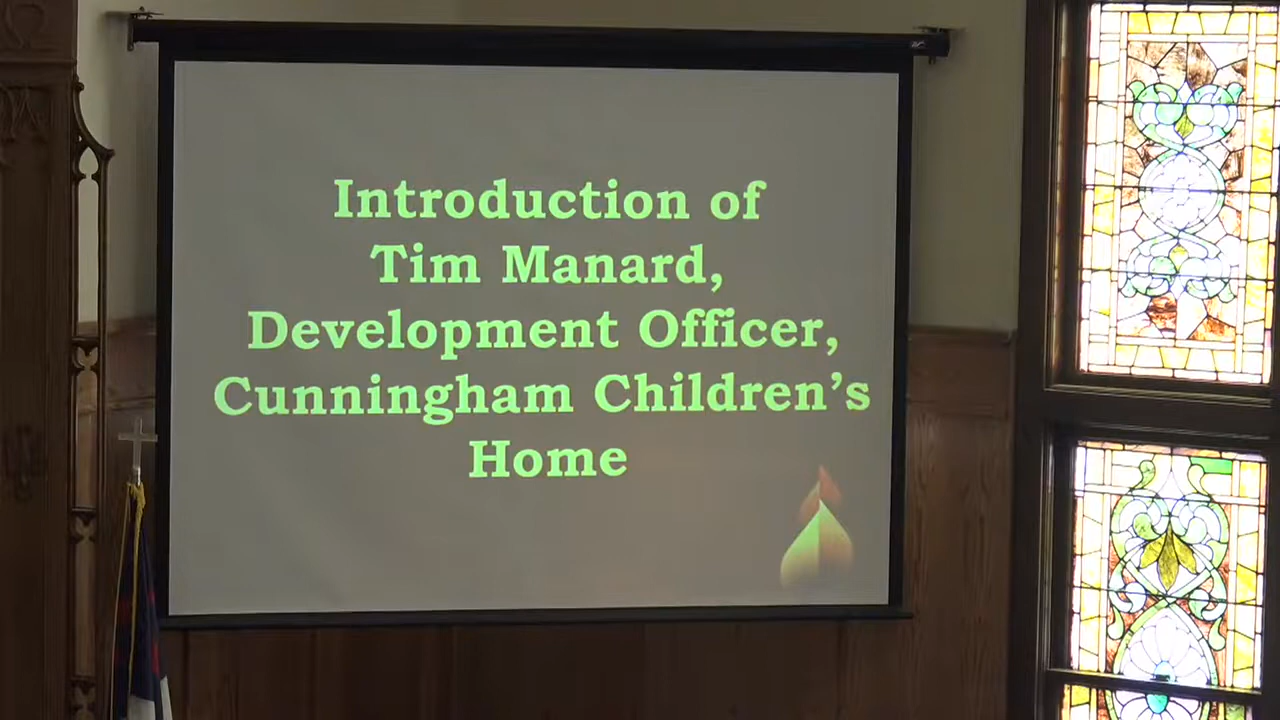 Introduction of
Tim Manard,
Development Officer,
Cunningham Children’s
Home